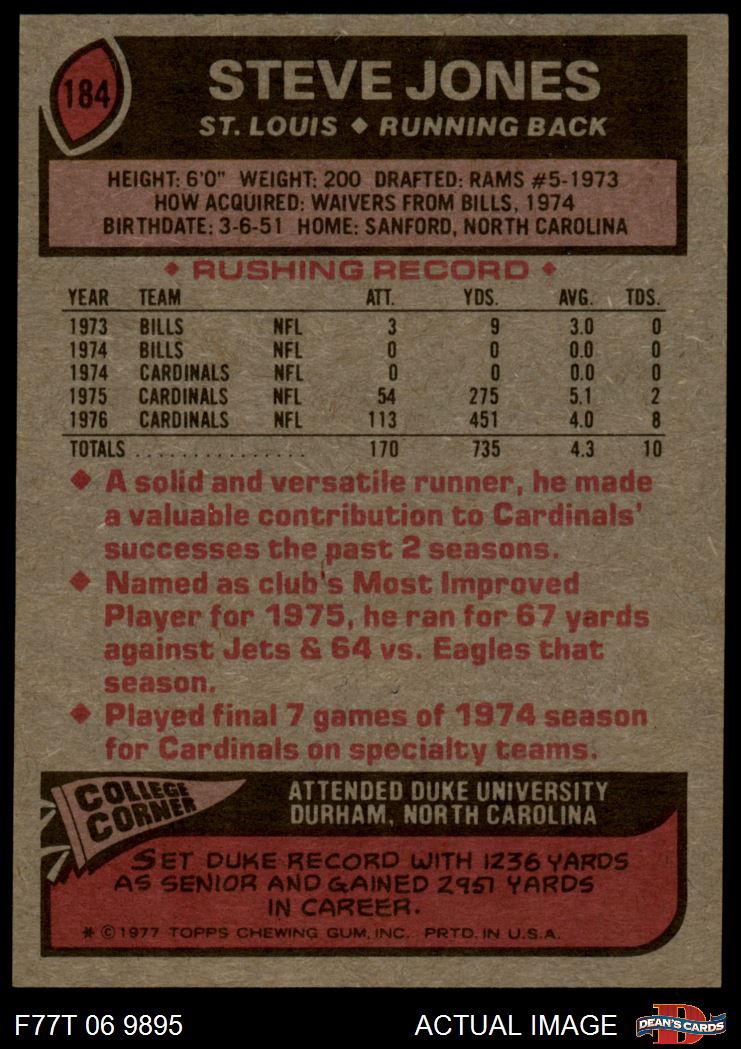 184
STEVE JONES
ST. LOUIS ◆ RUNNING BACK
HEIGHT: 6'0" WEIGHT: 200 DRAFTED: RAMS #5-1973
HOW ACQUIRED: WAIVERS FROM BILLS, 1974
BIRTHDATE: 3-6-51 HOME: SANFORD, NORTH CAROLINA
◆ RUSHING RECORD ◆
YEAR TEAM ATT. YDS. AVG. TDS.
1973 BILLS NFL 3 9 3.0 0
1974 BILLS NFL 0 0 0.0 0
1974 CARDINALS NFL 0 0 0.0 0
1975 CARDINALS NFL 54 275 5.1 2
1976 CARDINALS NFL 113 451 4.0 8
TOTALS . . . . . . . . . . . . . . . 170 735 4.3 10
◆ A solid and versatile runner, he made
a valuable contribution to Cardinals'
successes the past 2 seasons.
◆ Named as club's Most Improved
Player for 1975, he ran for 67 yards
against Jets & 64 vs. Eagles that
season.
◆ Played final 7 games of 1974 season
for Cardinals on specialty teams.
COLLEGE
CORNER
ATTENDED DUKE UNIVERSITY
DURHAM, NORTH CAROLINA
SET DUKE RECORD WITH 1236 YARDS
AS SENIOR AND GAINED 2951 YARDS
IN CAREER.
* © 1977 TOPPS CHEWING GUM, INC. PRTD. IN U.S.A.
F77T 06 9895 ACTUAL IMAGE
D
DEAN'S CARDS